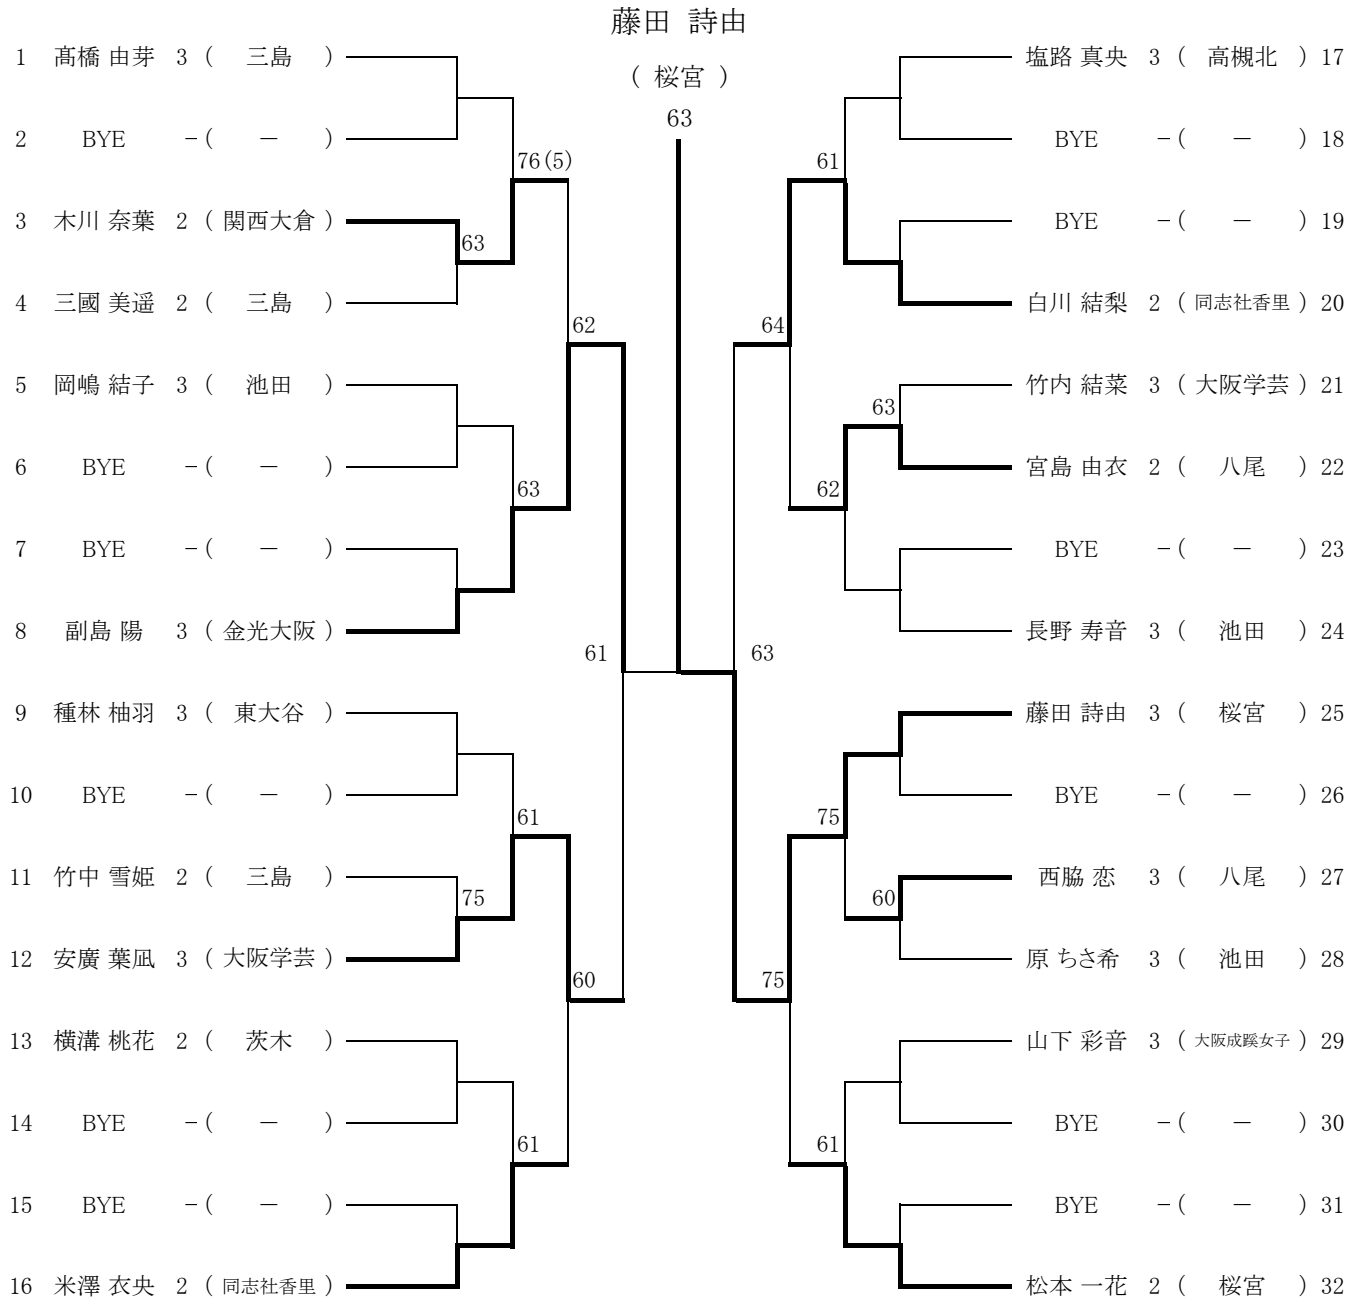 藤田 詩由
( 桜宮 )
63
1 髙橋 由芽 3 ( 三島 )
2 BYE －( － )
76(5)
3 木川 奈葉 2 ( 関西大倉 )
63
4 三國 美遥 2 ( 三島 )
62
5 岡嶋 結子 3 ( 池田 )
6 BYE －( － )
63
7 BYE －( － )
8 副島 陽 3 ( 金光大阪 )
61
9 種林 柚羽 3 ( 東大谷 )
10 BYE －( － )
61
11 竹中 雪姫 2 ( 三島 )
75
12 安廣 葉凪 3 ( 大阪学芸 )
60
13 横溝 桃花 2 ( 茨木 )
14 BYE －( － )
61
15 BYE －( － )
16 米澤 衣央 2 ( 同志社香里 )
塩路 真央 3 ( 高槻北 ) 17
BYE －( － ) 18
61
BYE －( － ) 19
白川 結梨 2 ( 同志社香里 ) 20
64
竹内 結菜 3 ( 大阪学芸 ) 21
63
宮島 由衣 2 ( 八尾 ) 22
62
BYE －( － ) 23
長野 寿音 3 ( 池田 ) 24
63
藤田 詩由 3 ( 桜宮 ) 25
BYE －( － ) 26
75
西脇 恋 3 ( 八尾 ) 27
60
原 ちさ希 3 ( 池田 ) 28
75
山下 彩音 3 ( 大阪成蹊女子 ) 29
BYE －( － ) 30
61
BYE －( － ) 31
松本 一花 2 ( 桜宮 ) 32